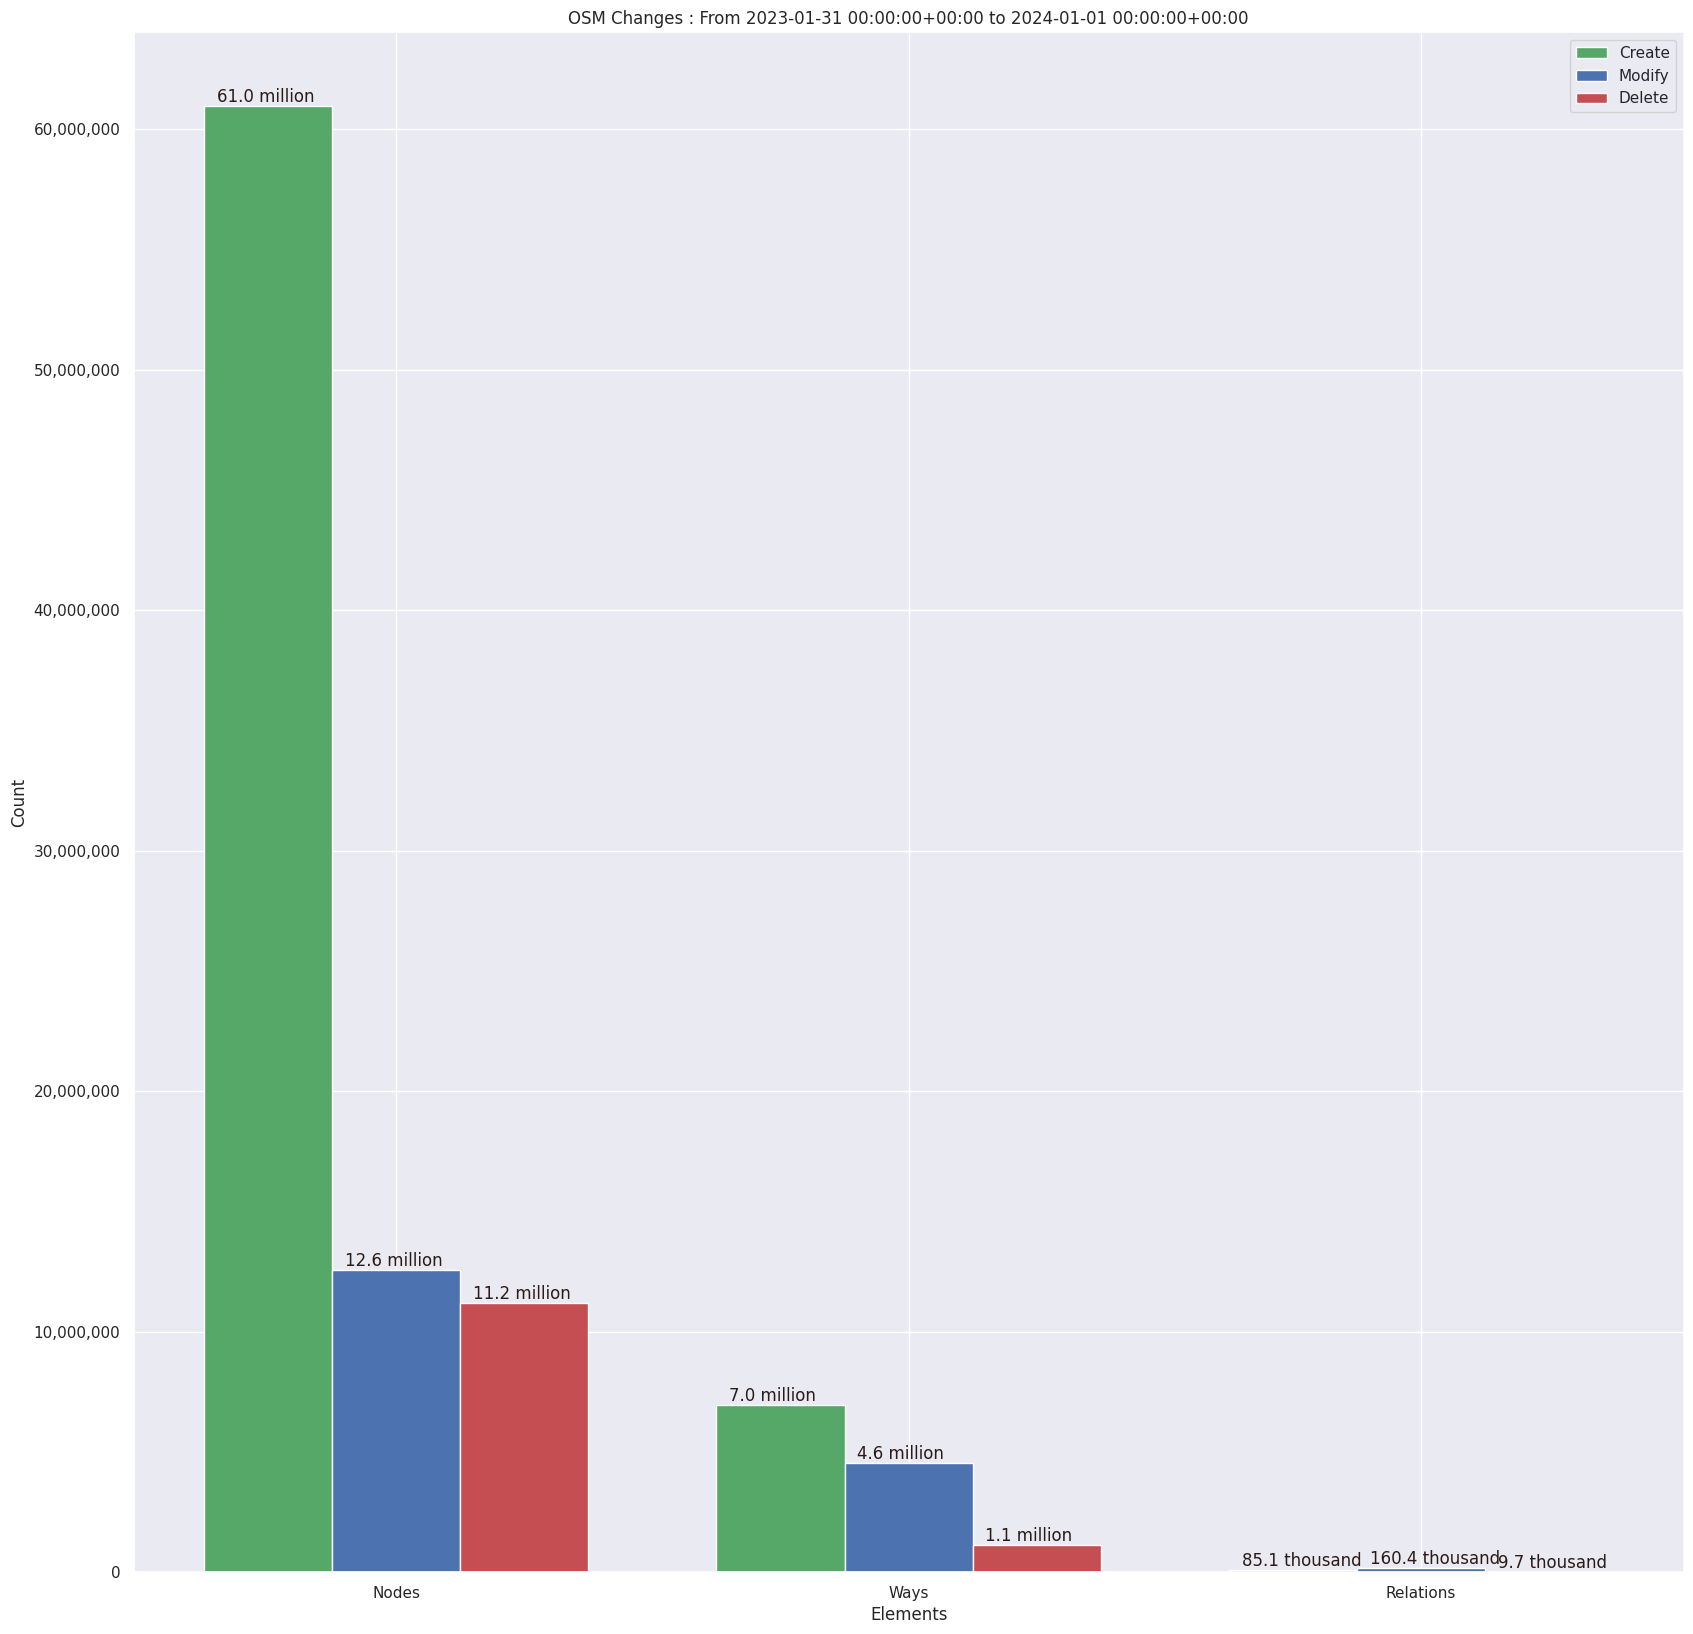 OSM Changes : From 2023-01-31 00:00:00+00:00 to 2024-01-01 00:00:00+00:00
Create
Modify
Delete
61.0 million
60,000,000
50,000,000
40,000,000
Count
30,000,000
20,000,000
12.6 million
11.2 million
10,000,000
7.0 million
4.6 million
1.1 million
85.1 thousand
160.4 thousand
9.7 thousand
0
Nodes
Ways
Relations
Elements